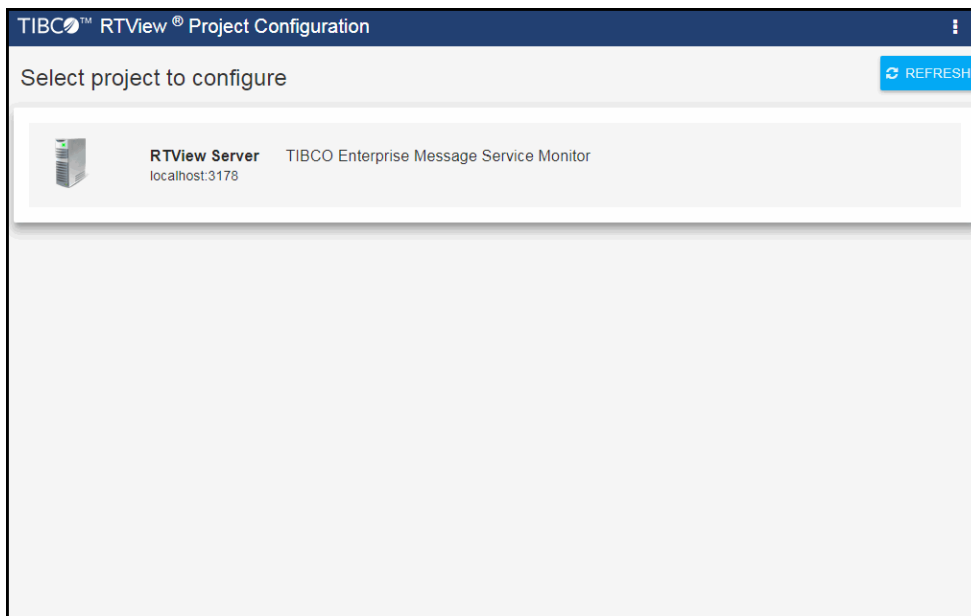 TIBCO™ RTView ® Project Configuration
Select project to configure
REFRESH
RTView Server TIBCO Enterprise Message Service Monitor
localhost:3178